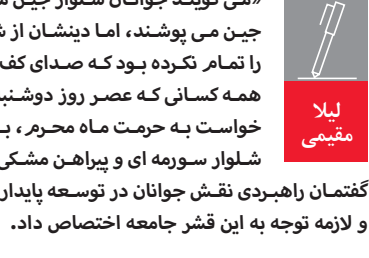 «می گویند جوانان شلوار جین م
جین می پوشند، اما دینشان از ش
را تمام نکرده بود که صدای کف
همه کسانی که عصر روز دوشنب
خواست به حرمت ماه محرم، ب
شلوار سورمه ای و پیراهن مشکی
گفتمان راهبردی نقش جوانان در توسعه پایدار
و لازمه توجه به این قشر جامعه اختصاص داد.
لیلا
مقیمی